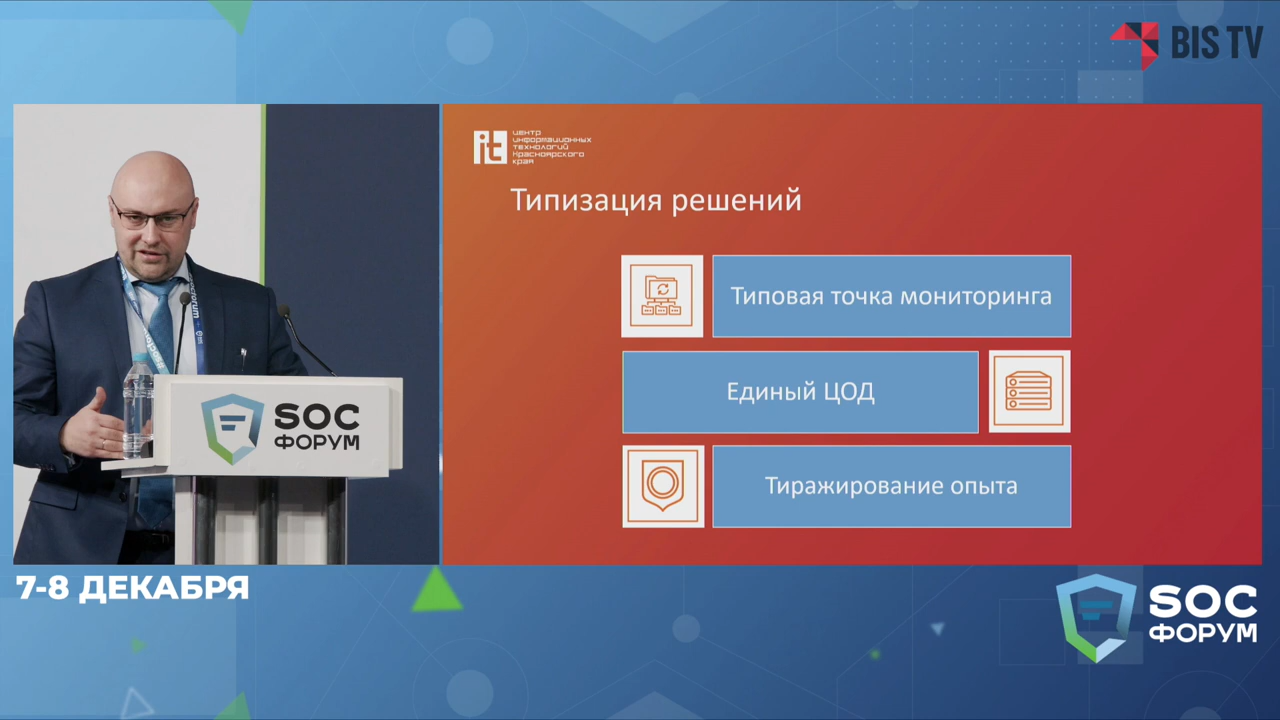 BIS TV
it
центр
информационных
технологий
Красноярского
края
Типизация решений
Типовая точка мониторинга
Единый ЦОД
Тиражирование опыта
SOC
ФОРУМ
7-8 ДЕКАБРЯ
SOC
ФОРУМ